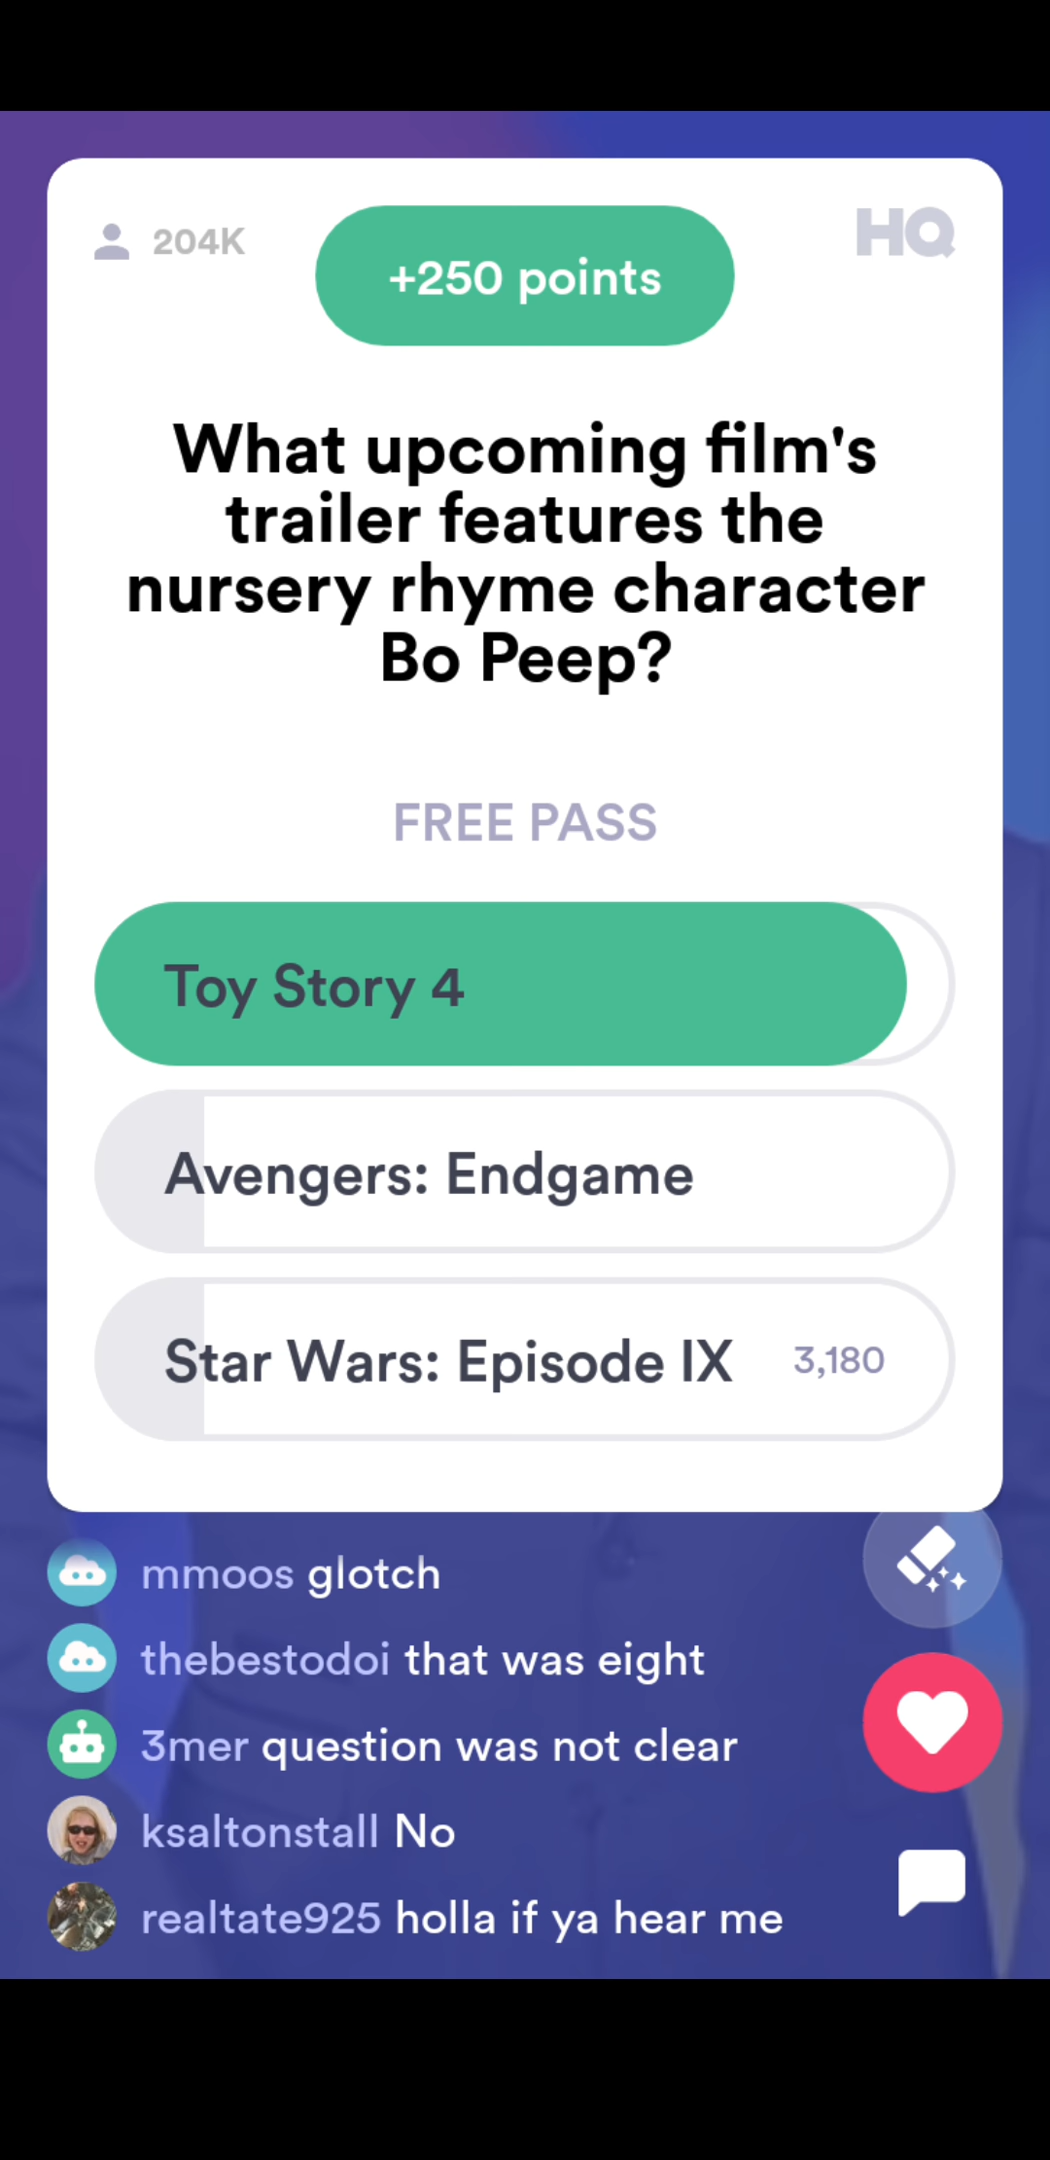 204K
+250 points
HQ
What upcoming film's
trailer features the
nursery rhyme character
Bo Peep?
FREE PASS
Toy Story 4
Avengers: Endgame
Star Wars: Episode IX 3,180
mmoos glotch
thebestodoi that was eight
3mer question was not clear
ksaltonstall No
realtate925 holla if ya hear me